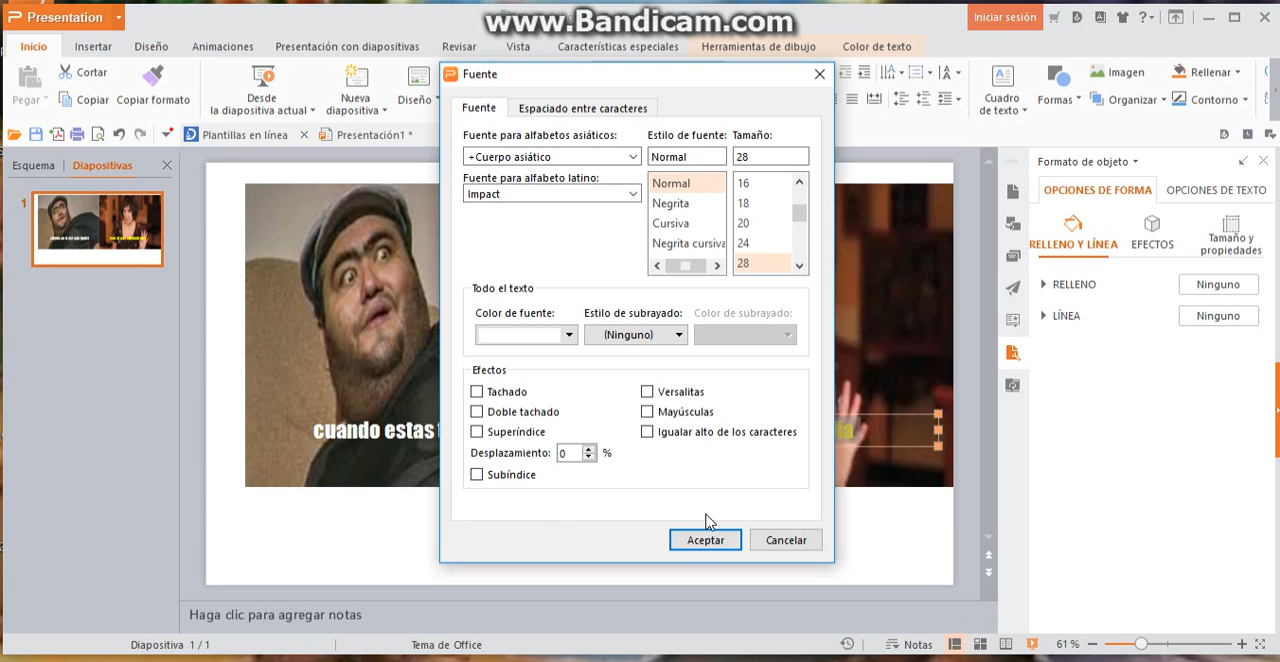 www.Bandicam.com
Presentation
Iniciar sesión
Inicio Insertar Diseño Animaciones Presentación con diapositivas Revisar Vista Características especiales Herramientas de dibujo Color de texto
Pegar
Cortar
Copiar
Copiar formato
Desde
la diapositiva actual
Nueva
diapositiva
Diseño
Cuadro
de texto
Formas
Imagen
Organizar
Rellenar
Contorno
Plantillas en línea
Presentación1 *
Esquema Diapositivas
1
cuando estas
Fuente
Fuente Espaciado entre caracteres
Fuente para alfabetos asiáticos: Estilo de fuente: Tamaño:
+Cuerpo asiático Normal 28
Fuente para alfabeto latino:
Impact
Normal
Negrita
Cursiva
Negrita cursiva
16
18
20
24
28
Todo el texto
Color de fuente: Estilo de subrayado: Color de subrayado:
(Ninguno)
Efectos
Tachado Versalitas
Doble tachado Mayúsculas
Superíndice Igualar alto de los caracteres
Desplazamiento: 0 %
Subíndice
Aceptar Cancelar
Formato de objeto
OPCIONES DE FORMA OPCIONES DE TEXTO
RELLENO Y LÍNEA EFECTOS Tamaño y
propiedades
RELLENO Ninguno
LÍNEA Ninguno
Haga clic para agregar notas
Diapositiva 1 / 1 Tema de Office Notas 61 %